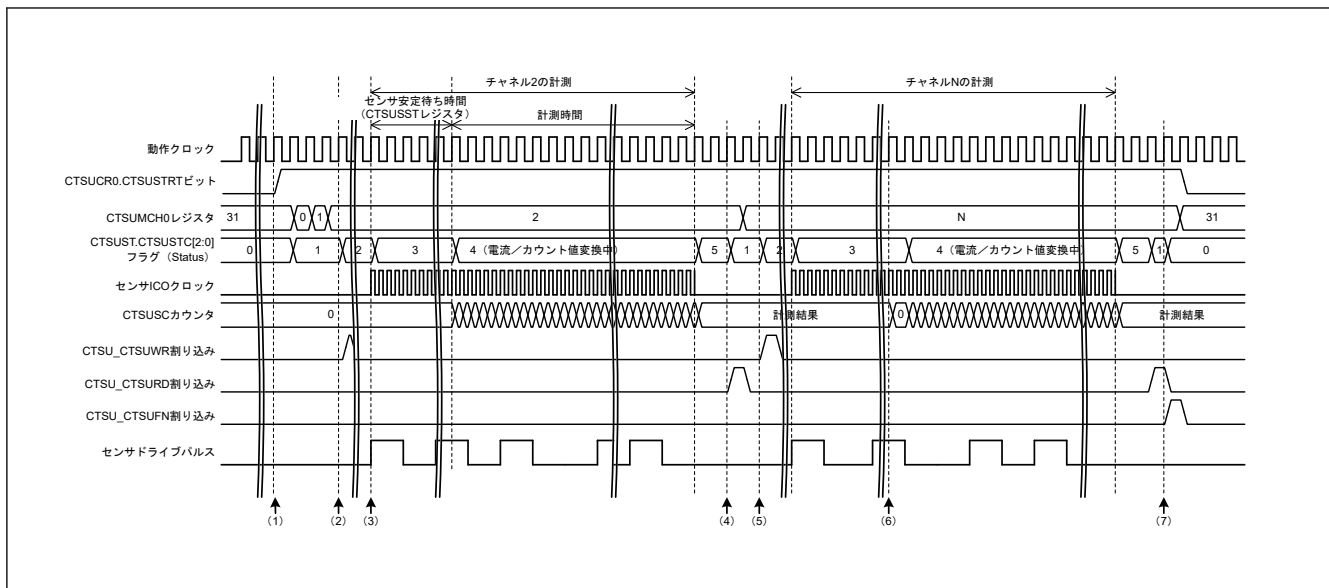 チャネル2の計測
チャネルNの計測
センサ安定待ち時間
（CTSUSSTレジスタ）
計測時間
動作クロック
CTSUCR0.CTSUSTRTビット
CTSUMCH0レジスタ
31
0
1
2
N
31
CTSUST.CTSUSTC[2:0]
フラグ（Status）
0
1
2
3
4（電流／カウント値変換中）
5
1
2
3
4（電流／カウント値変換中）
5
1
0
センサICOクロック
CTSUSCカウンタ
0
計測結果
0
計測結果
CTSU_CTSUWR割り込み
CTSU_CTSURD割り込み
CTSU_CTSUFN割り込み
センサドライブパルス
（1）
（2）
（3）
（4）
（5）
（6）
（7）